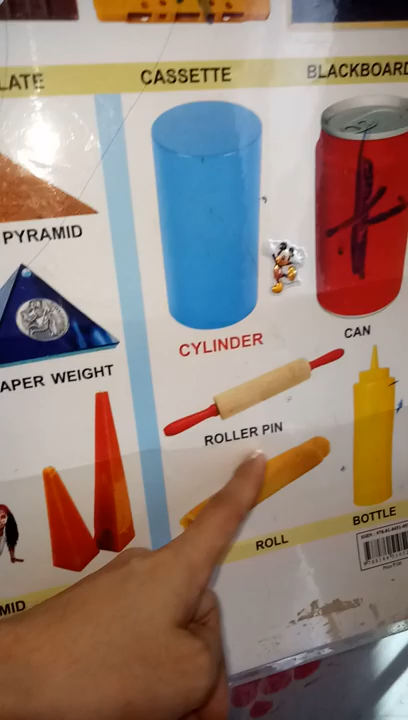 LATE
CASSETTE
BLACKBOARD
PYRAMID
CYLINDER
CAN
APER WEIGHT
ROLLER PIN
BOTTLE
ROLL
MID